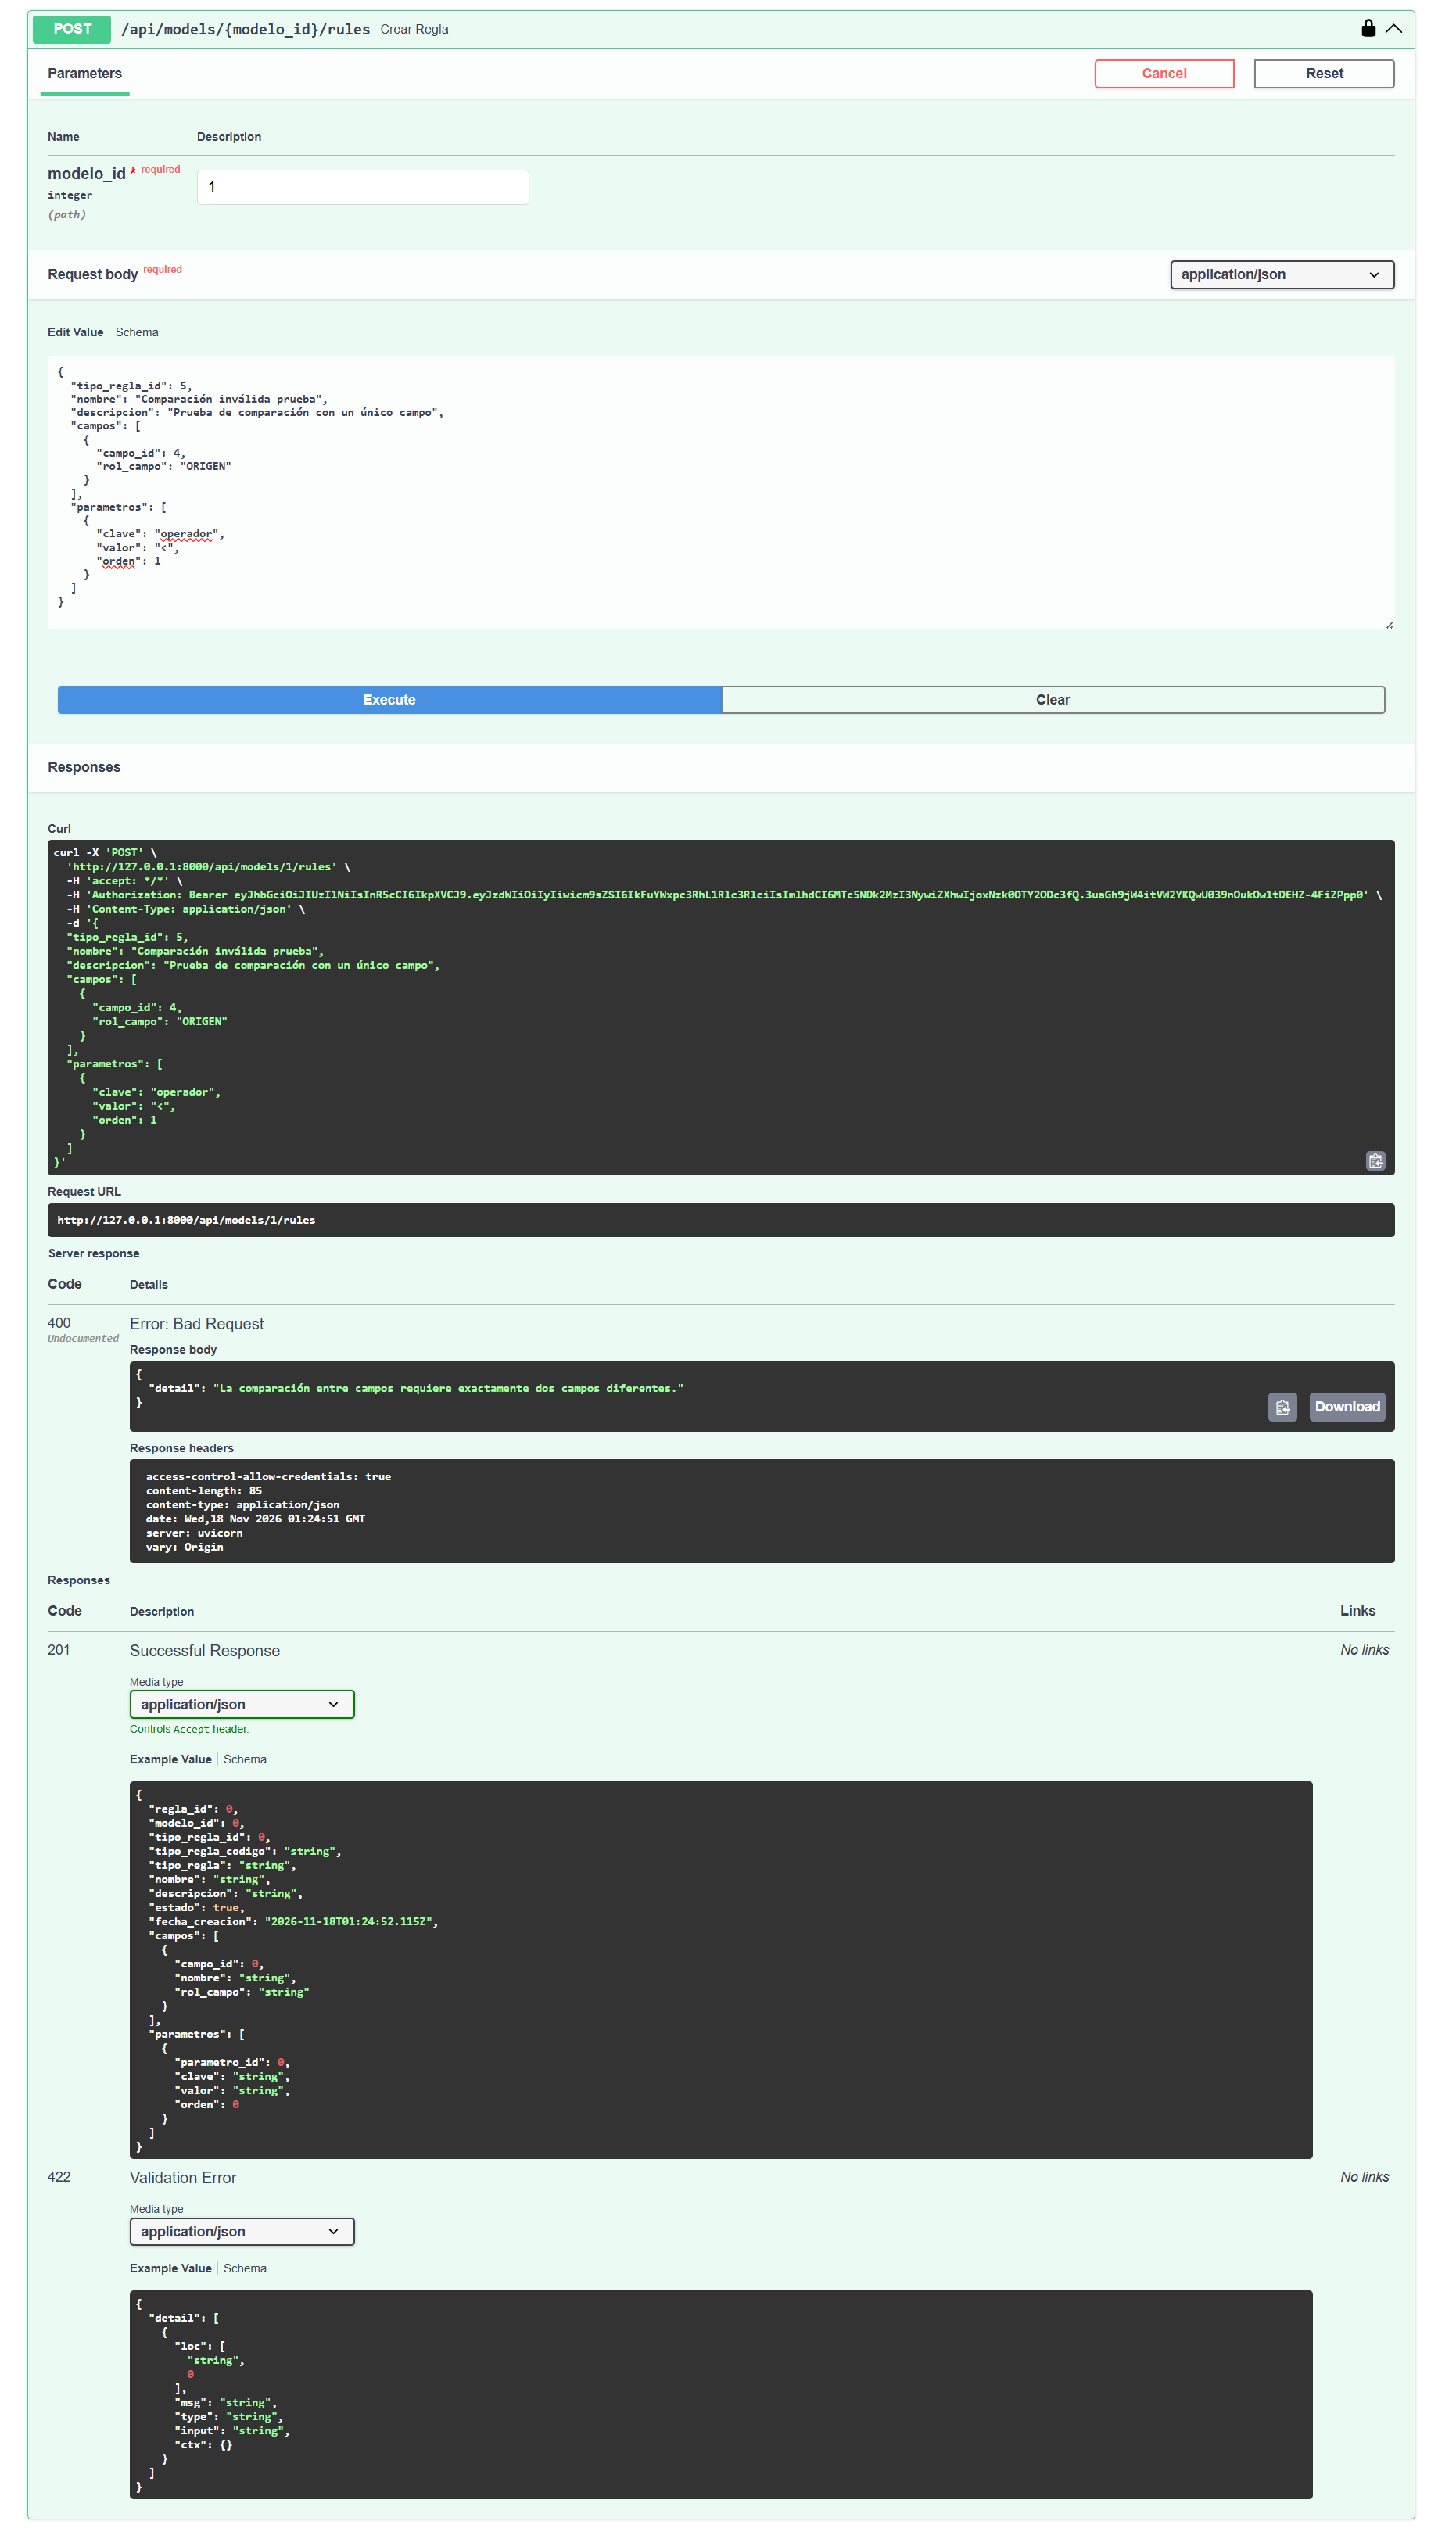 POST /api/models/{modelo_id}/rules Crear Regla
Parameters
Cancel
Reset
Name Description
modelo_id * required
integer
(path)
1
Request body required
application/json
Edit Value | Schema
{
  "tipo_regla_id": 5,
  "nombre": "Comparación inválida prueba",
  "descripcion": "Prueba de comparación con un único campo",
  "campos": [
    {
      "campo_id": 4,
      "rol_campo": "ORIGEN"
    }
  ],
  "parametros": [
    {
      "clave": "operador",
      "valor": "<",
      "orden": 1
    }
  ]
}
Execute
Clear
Responses
Curl
curl -X 'POST' \
  'http://127.0.0.1:8000/api/models/1/rules' \
  -H 'accept: */*' \
  -H 'Authorization: Bearer \
  -H 'Content-Type: application/json' \
  -d '{
  "tipo_regla_id": 5,
  "nombre": "Comparación inválida prueba",
  "descripcion": "Prueba de comparación con un único campo",
  "campos": [
    {
      "campo_id": 4,
      "rol_campo": "ORIGEN"
    }
  ],
  "parametros": [
    {
      "clave": "operador",
      "valor": "<",
      "orden": 1
    }
  ]
}'
Request URL
http://127.0.0.1:8000/api/models/1/rules
Server response
Code Details
400 Error: Bad Request
Undocumented
Response body
{
  "detail": "La comparación entre campos requiere exactamente dos campos diferentes."
}
Download
Response headers
access-control-allow-credentials: true
content-length: 85
content-type: application/json
date: Wed,18 Nov 2026 01:24:51 GMT
server: uvicorn
vary: Origin
Responses
Code Description Links
201 Successful Response No links
Media type
application/json
Controls Accept header.
Example Value | Schema
{
  "regla_id": 0,
  "modelo_id": 0,
  "tipo_regla_id": 0,
  "tipo_regla_codigo": "string",
  "tipo_regla": "string",
  "nombre": "string",
  "descripcion": "string",
  "estado": true,
  "fecha_creacion": "2026-11-18T01:24:52.115Z",
  "campos": [
    {
      "campo_id": 0,
      "nombre": "string",
      "rol_campo": "string"
    }
  ],
  "parametros": [
    {
      "parametro_id": 0,
      "clave": "string",
      "valor": "string",
      "orden": 0
    }
  ]
}
422 Validation Error No links
Media type
application/json
Example Value | Schema
{
  "detail": [
    {
      "loc": [
        "string",
        0
      ],
      "msg": "string",
      "type": "string",
      "input": "string",
      "ctx": {}
    }
  ]
}